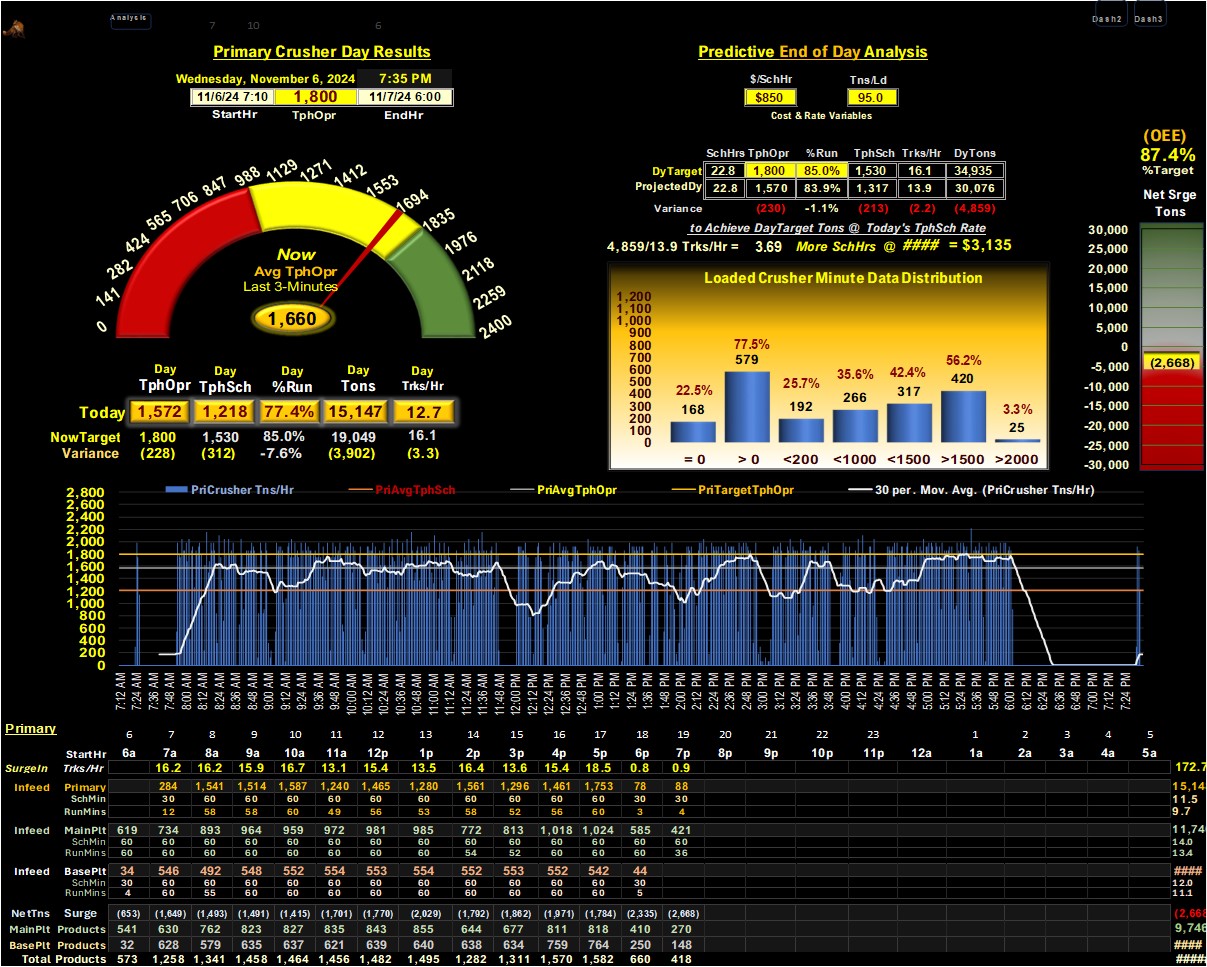 Analysis 7 10 6 Dash2 Dash3
Primary Crusher Day Results
Wednesday, November 6, 2024 7:35 PM
11/6/24 7:10 1,800 11/7/24 6:00
StartHr TphOpr EndHr
Predictive End of Day Analysis
$/SchHr Tns/Ld
$850 95.0
Cost & Rate Variables
SchHrs TphOpr %Run TphSch Trks/Hr DyTons
DyTarget 22.8 1,800 85.0% 1,530 16.1 34,935
ProjectedDy 22.8 1,570 83.9% 1,317 13.9 30,076
Variance (230) -1.1% (213) (2.2) (4,859)
to Achieve DayTarget Tons @ Today's TphSch Rate
4,859/13.9 Trks/Hr = 3.69 More SchHrs @ #### = $3,135
(OEE)
87.4%
%Target
Net Srge
Tons
30,000
25,000
20,000
15,000
10,000
5,000
0
-5,000
-10,000
-15,000
-20,000
-25,000
-30,000
(2,668)
0
141
282
424
565
706
847
988
1129
1271
1412
1553
1694
1835
1976
2118
2259
2400
Now
Avg TphOpr
Last 3-Minutes
1,660
Day Day Day Day Day
TphOpr TphSch %Run Tons Trks/Hr
Today 1,572 1,218 77.4% 15,147 12.7
NowTarget 1,800 1,530 85.0% 19,049 16.1
Variance (228) (312) -7.6% (3,902) (3.3)
Loaded Crusher Minute Data Distribution
1,200
1,100
1,000
900
800
700
600
500
400
300
200
100
0
22.5% 77.5% 25.7% 35.6% 42.4% 56.2% 3.3%
168 579 192 266 317 420 25
= 0 > 0 <200 <1000 <1500 >1500 >2000
PriCrusher Tns/Hr PriAvgTphSch PriAvgTphOpr PriTargetTphOpr 30 per. Mov. Avg. (PriCrusher Tns/Hr)
2,800
2,600
2,400
2,200
2,000
1,800
1,600
1,400
1,200
1,000
800
600
400
200
0
7:12 AM 7:24 AM 7:36 AM 7:48 AM 8:00 AM 8:12 AM 8:24 AM 8:36 AM 8:48 AM 9:00 AM 9:12 AM 9:24 AM 9:36 AM 9:48 AM 10:00 AM 10:12 AM 10:24 AM 10:36 AM 10:48 AM 11:00 AM 11:12 AM 11:24 AM 11:36 AM 11:48 AM 12:00 PM 12:12 PM 12:24 PM 12:36 PM 12:48 PM 1:00 PM 1:12 PM 1:24 PM 1:36 PM 1:48 PM 2:00 PM 2:12 PM 2:24 PM 2:36 PM 2:48 PM 3:00 PM 3:12 PM 3:24 PM 3:36 PM 3:48 PM 4:00 PM 4:12 PM 4:24 PM 4:36 PM 4:48 PM 5:00 PM 5:12 PM 5:24 PM 5:36 PM 5:48 PM 6:00 PM 6:12 PM 6:24 PM 6:36 PM 6:48 PM 7:00 PM 7:12 PM 7:24 PM
Primary 6 7 8 9 10 11 12 13 14 15 16 17 18 19 20 21 22 23 1 2 3 4 5
StartHr 6a 7a 8a 9a 10a 11a 12p 1p 2p 3p 4p 5p 6p 7p 8p 9p 10p 11p 12a 1a 2a 3a 4a 5a
SurgeIn Trks/Hr 16.2 16.2 15.9 16.7 13.1 15.4 13.5 16.4 13.6 15.4 18.5 0.8 0.9 172.7
Infeed Primary 284 1,541 1,514 1,587 1,240 1,465 1,280 1,561 1,296 1,461 1,753 78 88 15,14
SchMin 30 60 60 60 60 60 60 60 60 60 60 30 30 11.5
RunMins 12 58 58 60 49 56 53 58 52 56 60 3 4 9.7
Infeed MainPlt 619 734 893 964 959 972 981 985 772 813 1,018 1,024 585 421 11,740
SchMin 60 60 60 60 60 60 60 60 60 60 60 60 60 60 14.0
RunMins 60 60 60 60 60 60 60 60 54 52 60 60 60 36 13.4
Infeed BasePlt 34 546 492 548 552 554 553 554 552 553 552 542 44 ####
SchMin 30 60 60 60 60 60 60 60 60 60 60 60 30 12.0
RunMins 4 60 55 60 60 60 60 60 60 60 60 60 5 11.1
NetTns Surge (653) (1,649) (1,493) (1,491) (1,415) (1,701) (1,770) (2,029) (1,792) (1,862) (1,971) (1,784) (2,335) (2,668) (2,668
MainPlt Products 541 630 762 823 827 835 843 855 644 677 811 818 410 270 9,746
BasePlt Products 32 628 579 635 637 621 639 640 638 634 759 764 250 148 ####
Total Products 573 1,258 1,341 1,458 1,464 1,456 1,482 1,495 1,282 1,311 1,570 1,582 660 418 #####